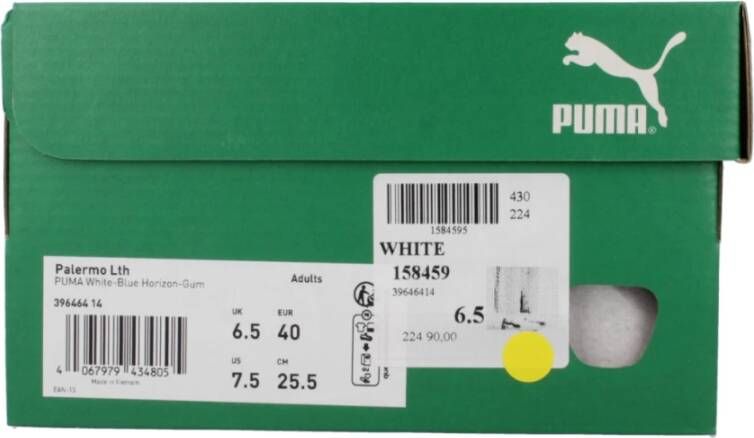 PUMA
430
224
1584595
WHITE
158459
39646414
6.5
224 90,00
Palermo Lth
PUMA White-Blue Horizon-Gum
Adults
396464 14
UK
EUR
6.5
40
US
CM
7.5
25.5
4 067979 434805
Made in Vietnam
EAN-13